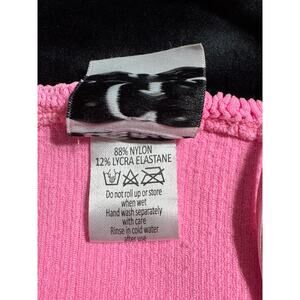 88% NYLON
12% LYCRA ELASTANE
Do not roll up or store
when wet
Hand wash separately
with care
Rinse in cold water
after use